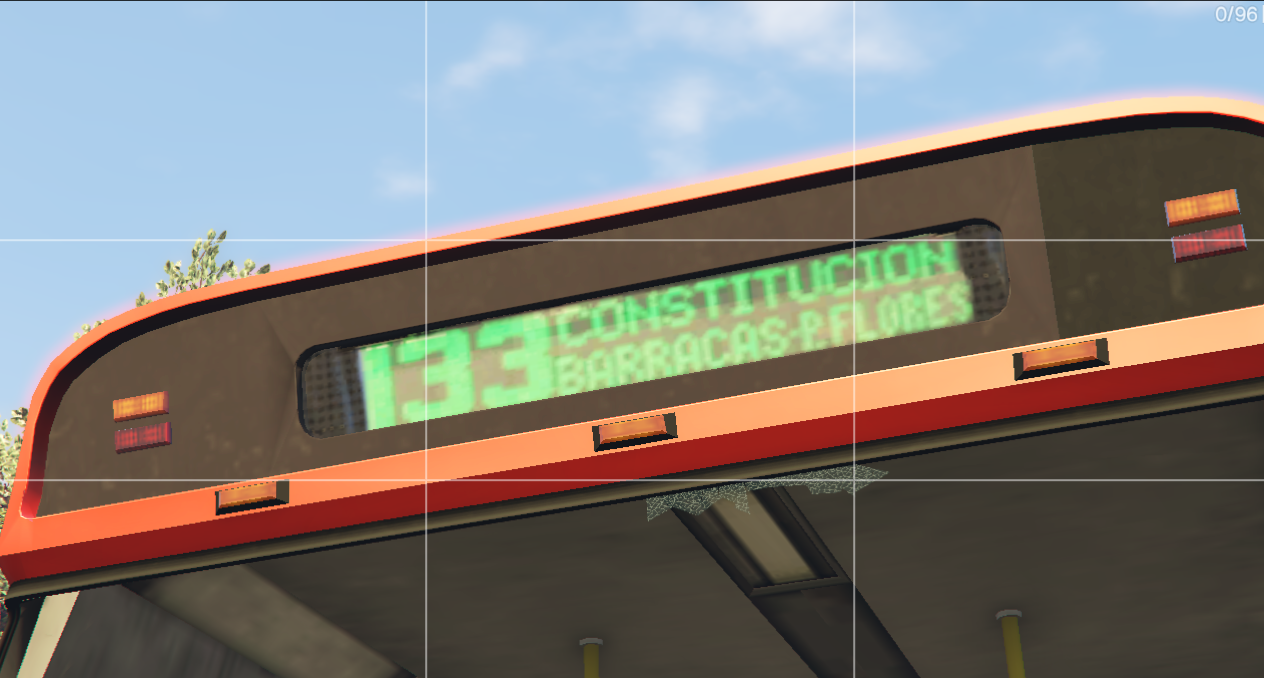 0/96
133
CONSTITUCION
BARRACAS-P.FLORES